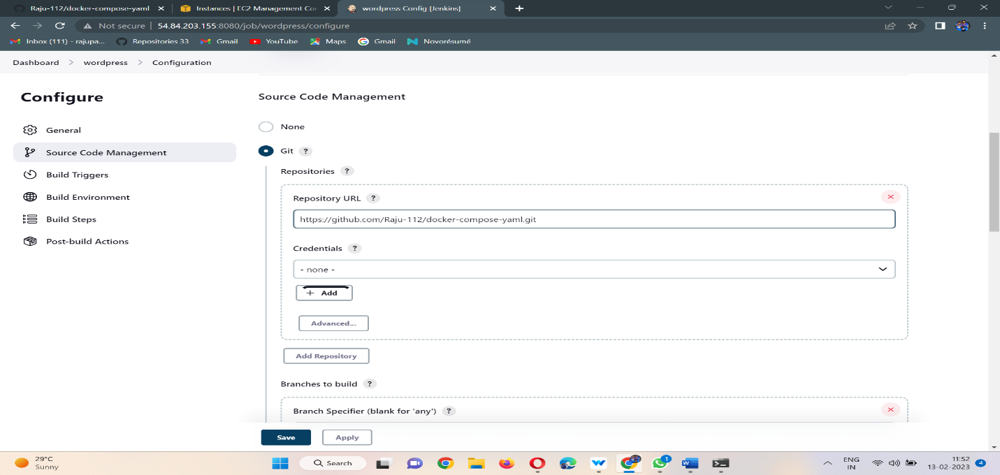 Raju-112/docker-compose-yaml
Instances | EC2 Management Con
wordpress Config [Jenkins]
Not secure
54.84.203.155:8080/job/wordpress/configure
Inbox (111) - rajupa...
Repositories 33
Gmail
YouTube
Maps
Gmail
Novorésumé
Dashboard > wordpress > Configuration
Configure
General
Source Code Management
Build Triggers
Build Environment
Build Steps
Post-build Actions
Source Code Management
None
Git ?
Repositories ?
Repository URL ?
https://github.com/Raju-112/docker-compose-yaml.git
Credentials ?
- none -
+ Add
Advanced...
Add Repository
Branches to build ?
Branch Specifier (blank for 'any') ?
Save
Apply
29°C
Sunny
Search
1
ENG
IN
11:52
13-02-2023
4